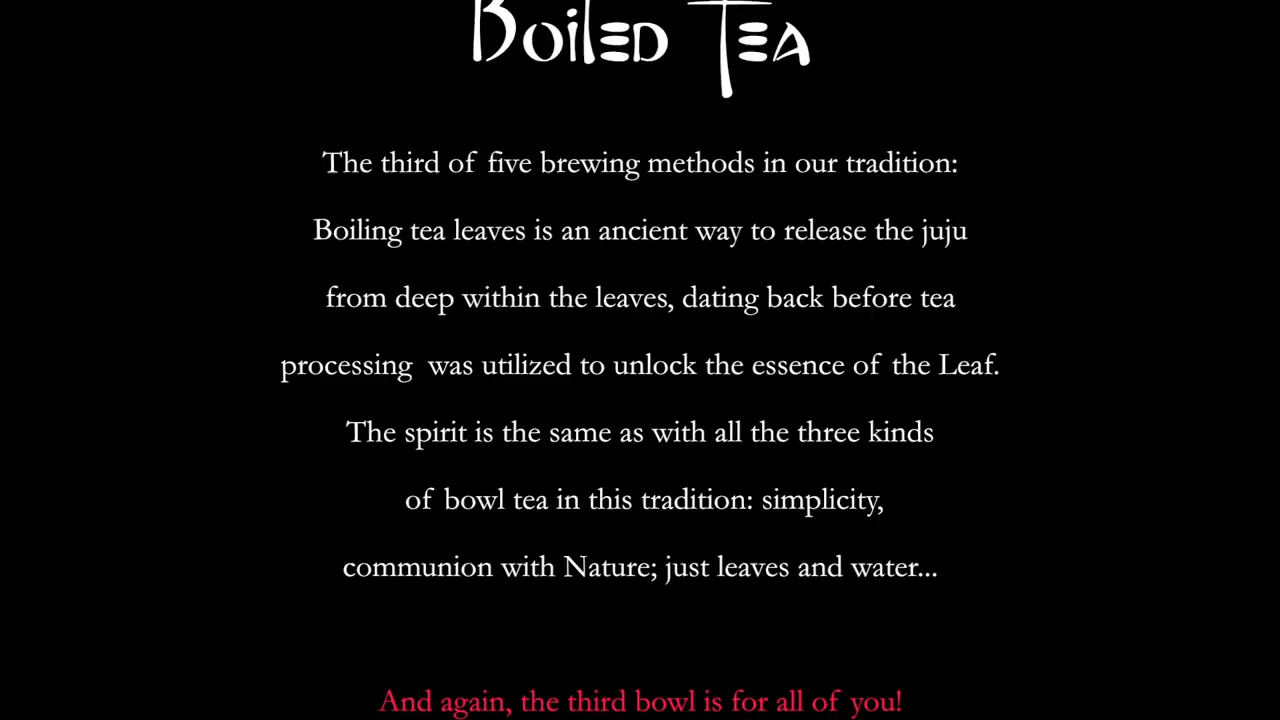 Boiled Tea
The third of five brewing methods in our tradition:
Boiling tea leaves is an ancient way to release the juju
from deep within the leaves, dating back before tea
processing was utilized to unlock the essence of the Leaf.
The spirit is the same as with all the three kinds
of bowl tea in this tradition: simplicity,
communion with Nature; just leaves and water...
And again, the third bowl is for all of you!